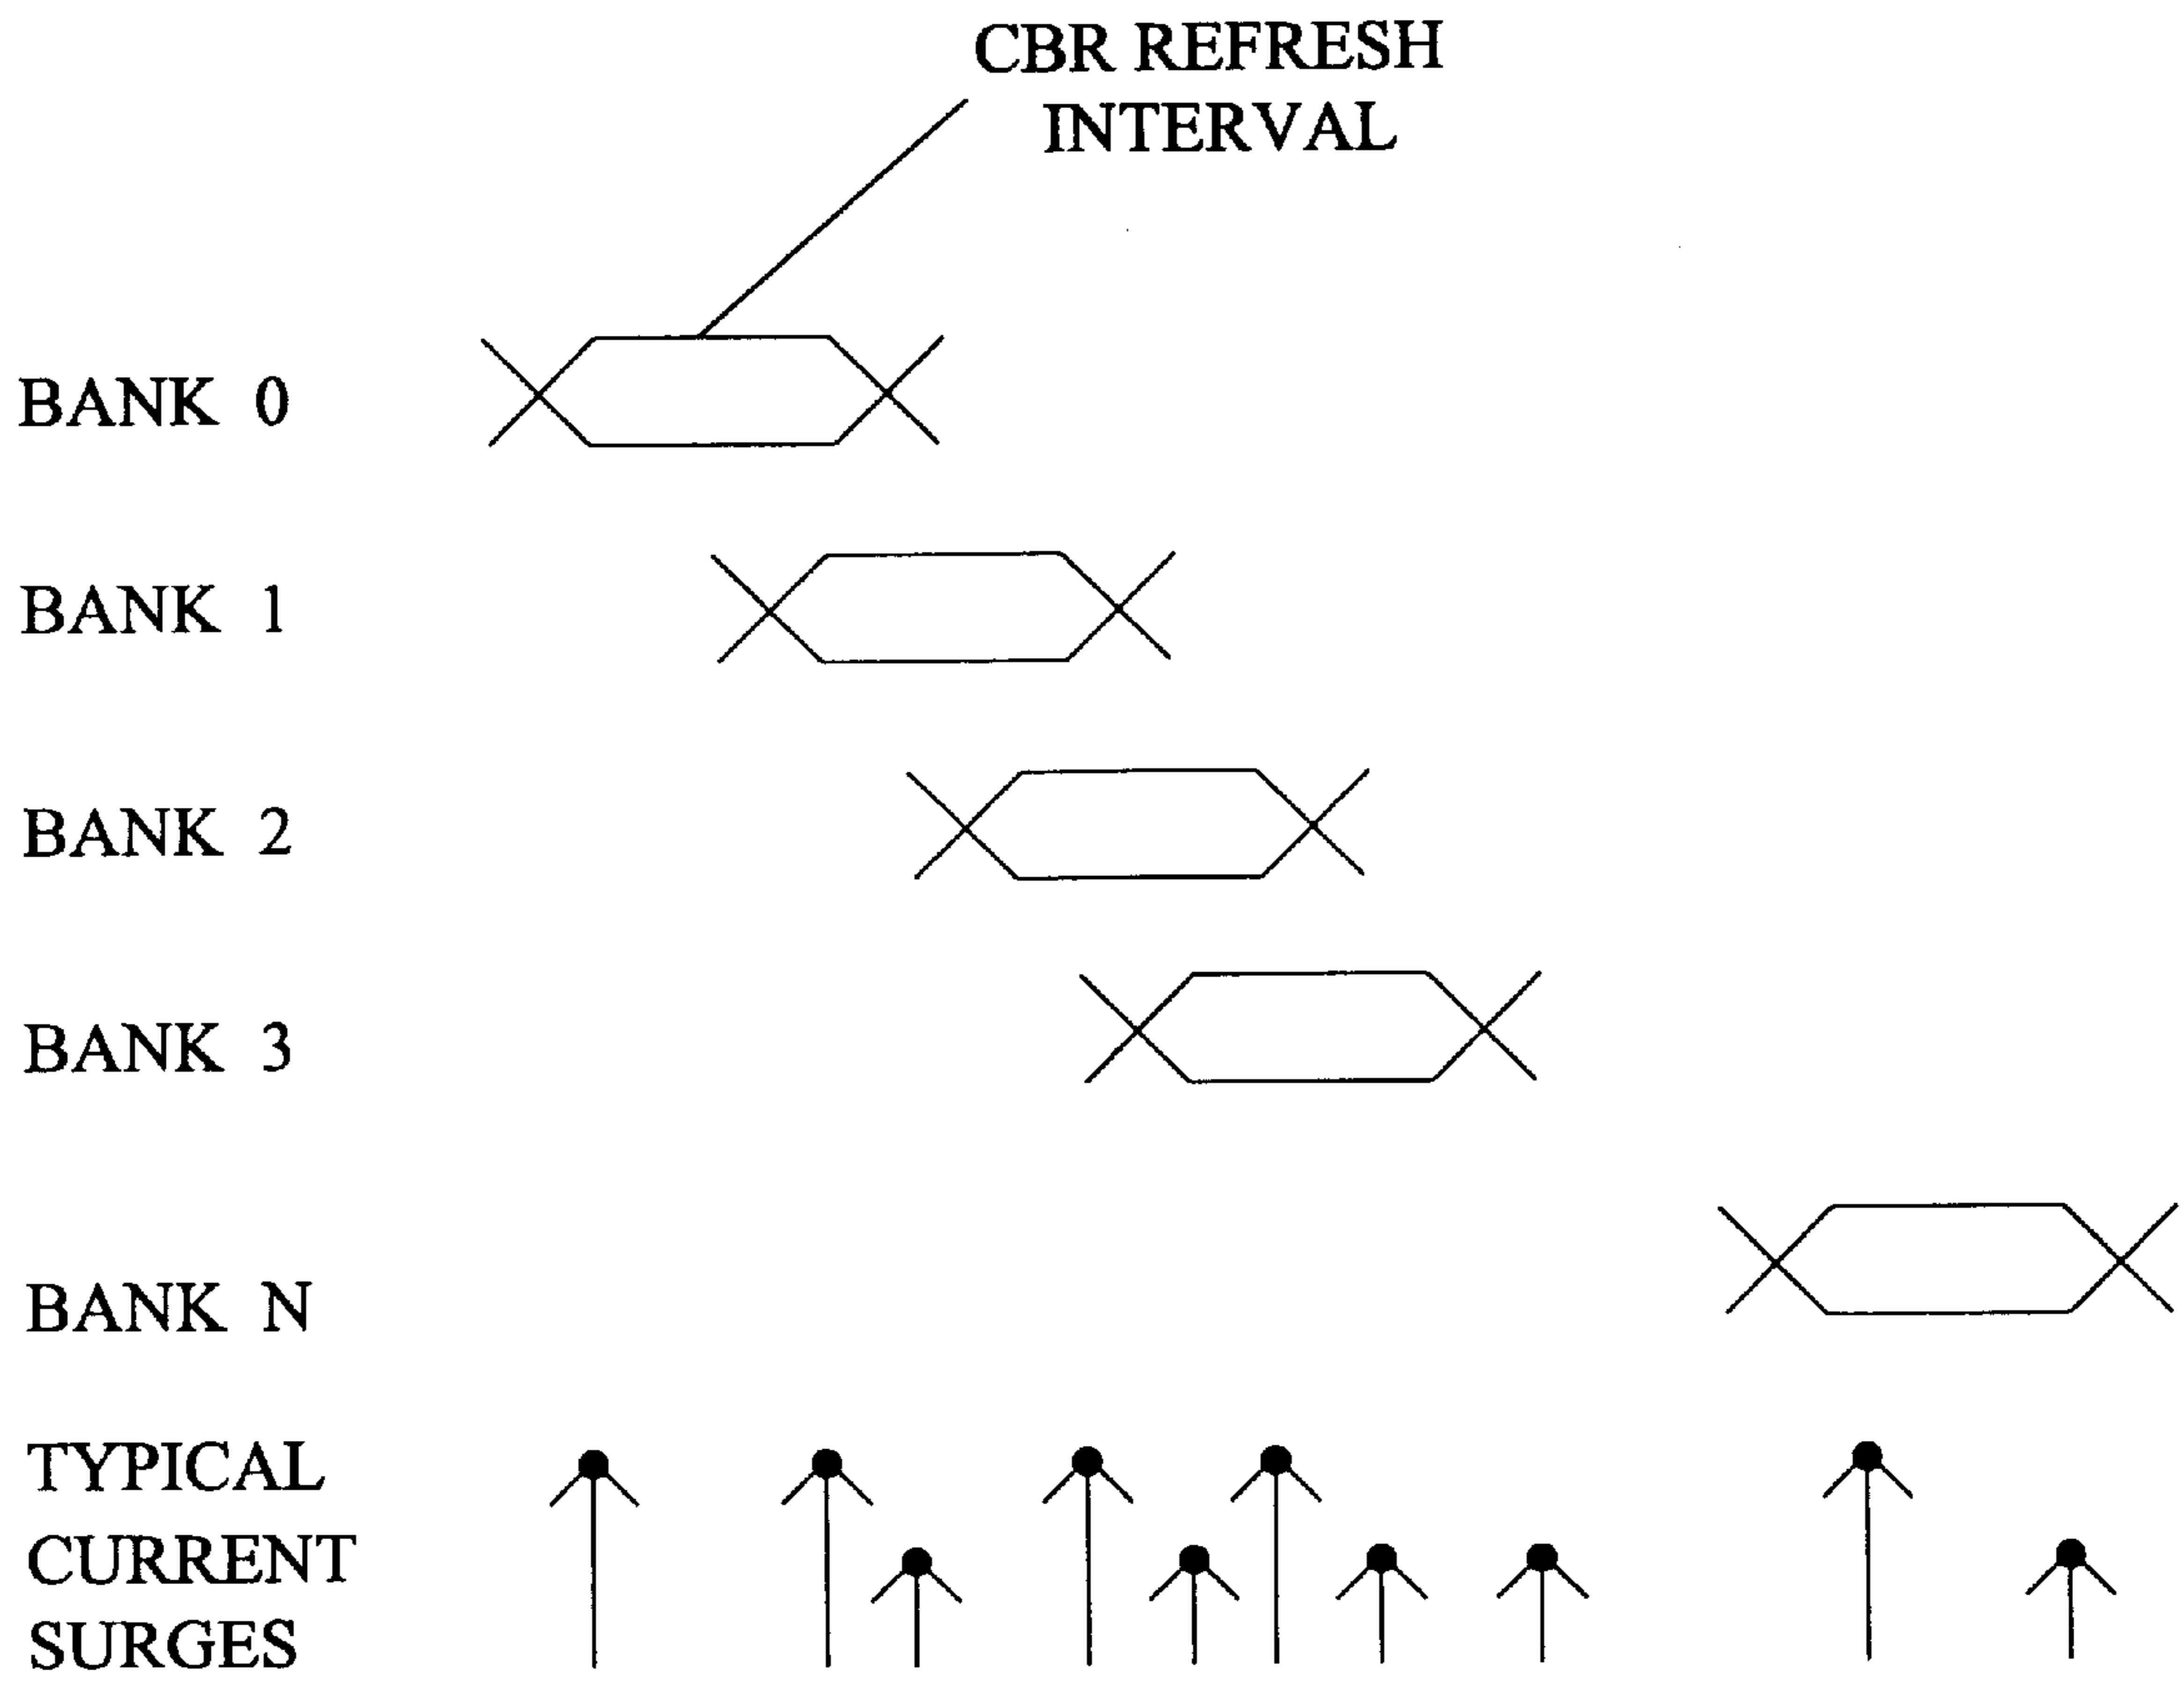 CBR REFRESH
INTERVAL
BANK 0
BANK 1
BANK 2
BANK 3
BANK N
TYPICAL
CURRENT
SURGES